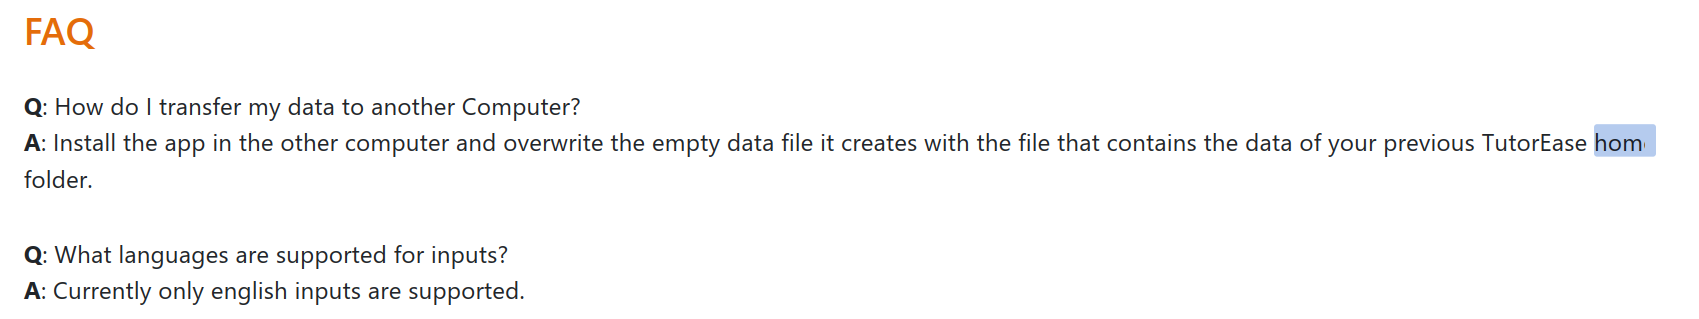 FAQ
Q: How do I transfer my data to another Computer?
A: Install the app in the other computer and overwrite the empty data file it creates with the file that contains the data of your previous TutorEase home
folder.
Q: What languages are supported for inputs?
A: Currently only english inputs are supported.